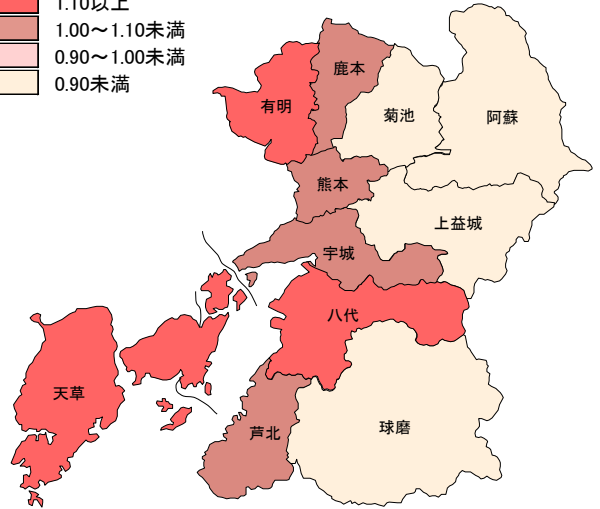 1.10以上
1.00～1.10未満
0.90～1.00未満
0.90未満
鹿本
有明
菊池
阿蘇
熊本
上益城
宇城
八代
天草
芦北
球磨